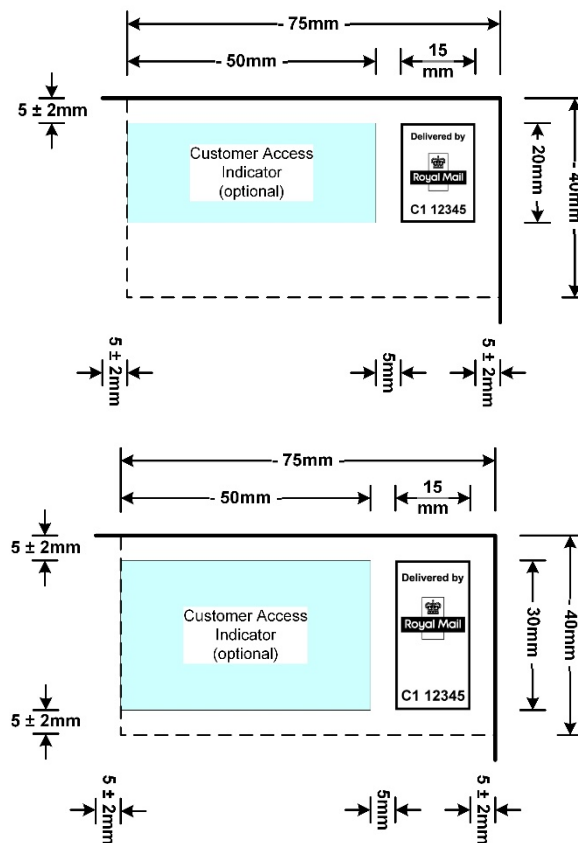 - 75mm -
- 50mm -
15
mm
5 ± 2mm
Customer Access
Indicator
(optional)
Delivered by
Royal Mail
C1 12345
20mm
- 40mm -
5 ± 2mm
5mm
5 ± 2mm
- 75mm -
- 50mm -
15
mm
5 ± 2mm
Customer Access
Indicator
(optional)
Delivered by
Royal Mail
C1 12345
30mm
- 40mm -
5 ± 2mm
5 ± 2mm
5mm
5 ± 2mm